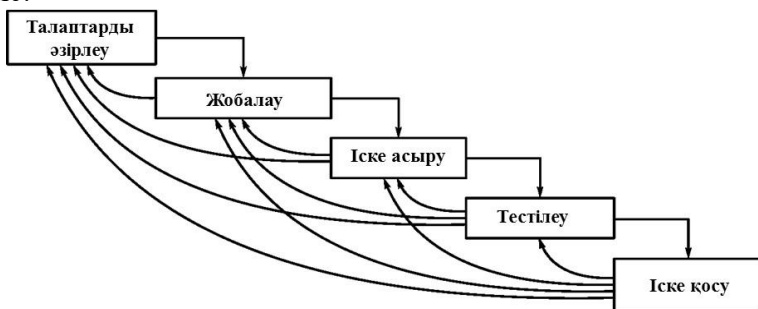 Талаптарды
әзірлеу
Жобалау
Іске асыру
Тестілеу
Іске қосу